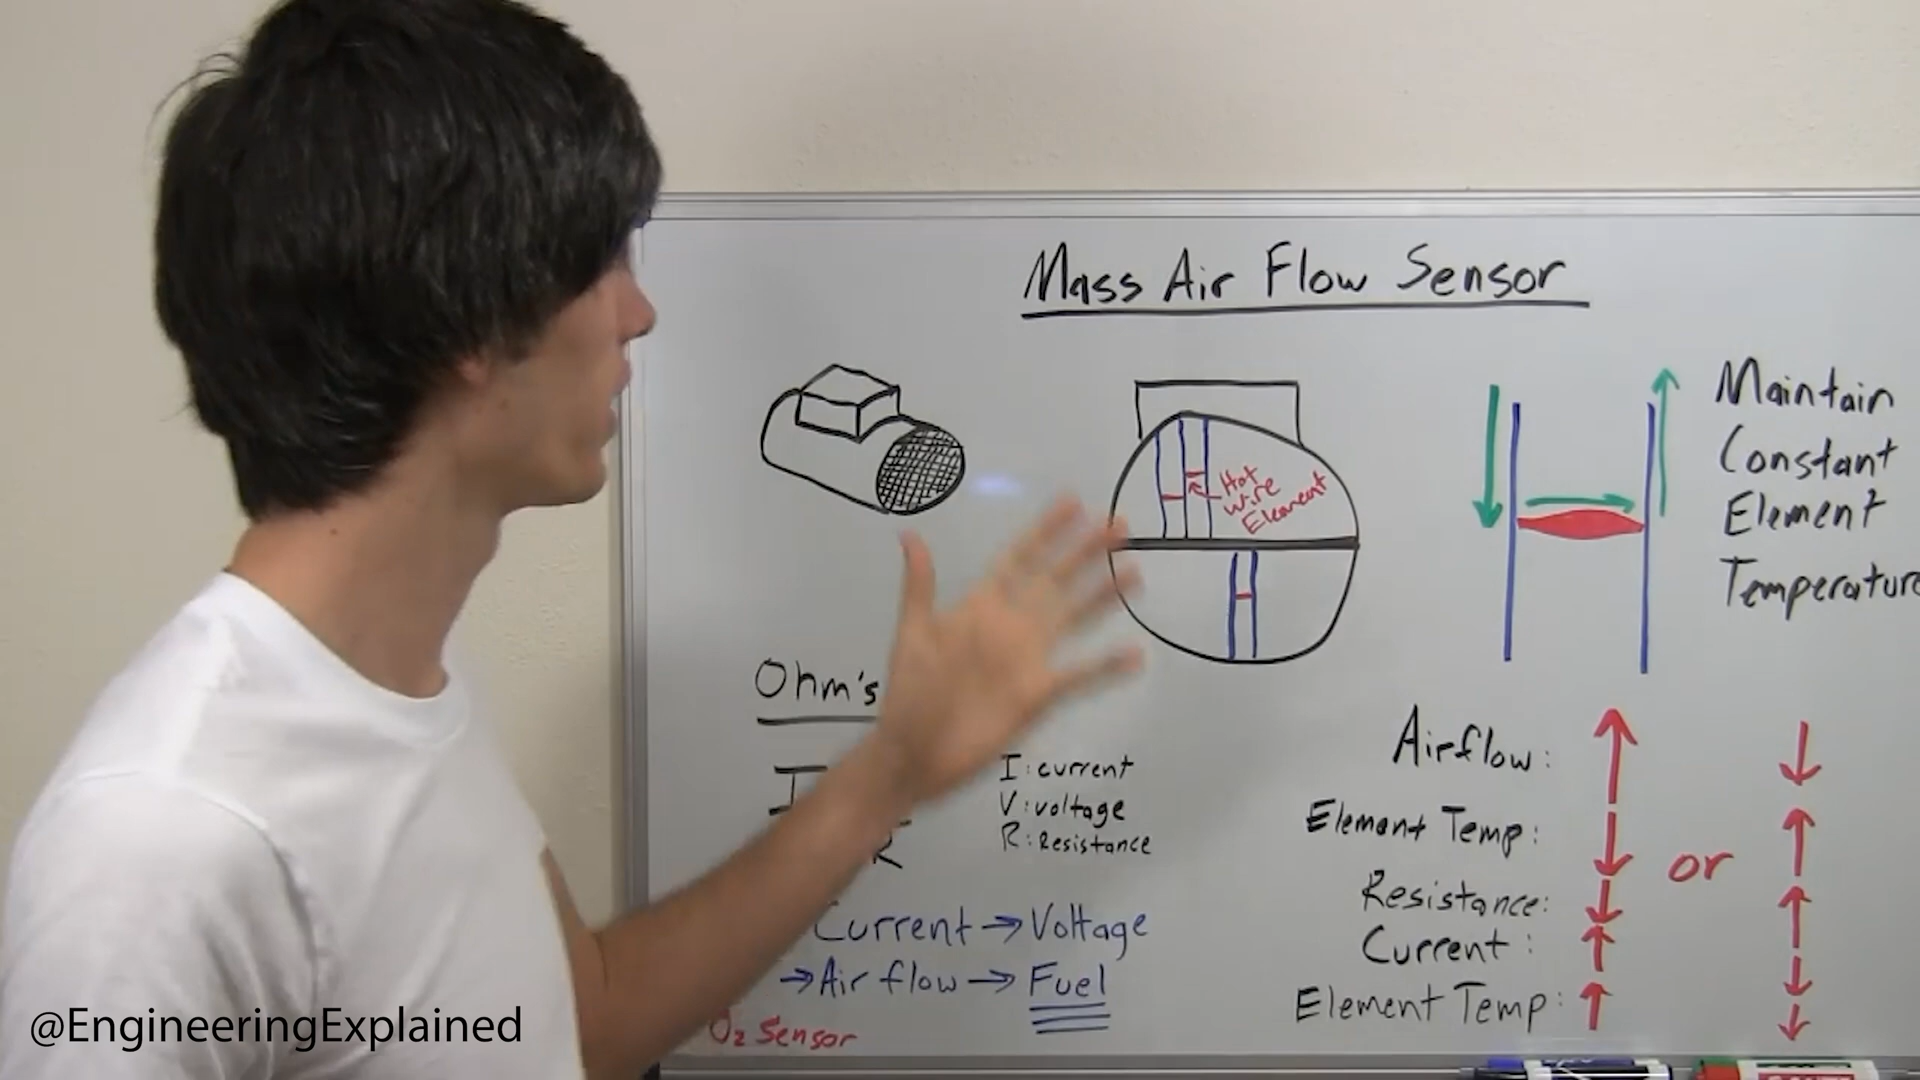 Mass Air Flow Sensor
Hot
Wire
Element
Maintain
Constant
Element
Temperature
Ohm's
I
R
I: current
V: voltage
R: Resistance
Current → Voltage
→ Air flow → Fuel
O₂ Sensor
Airflow: ↑ ↓
Element Temp: ↓ or ↑
Resistance: ↓ ↑
Current: ↑ ↓
Element Temp: ↑ ↓
@EngineeringExplained